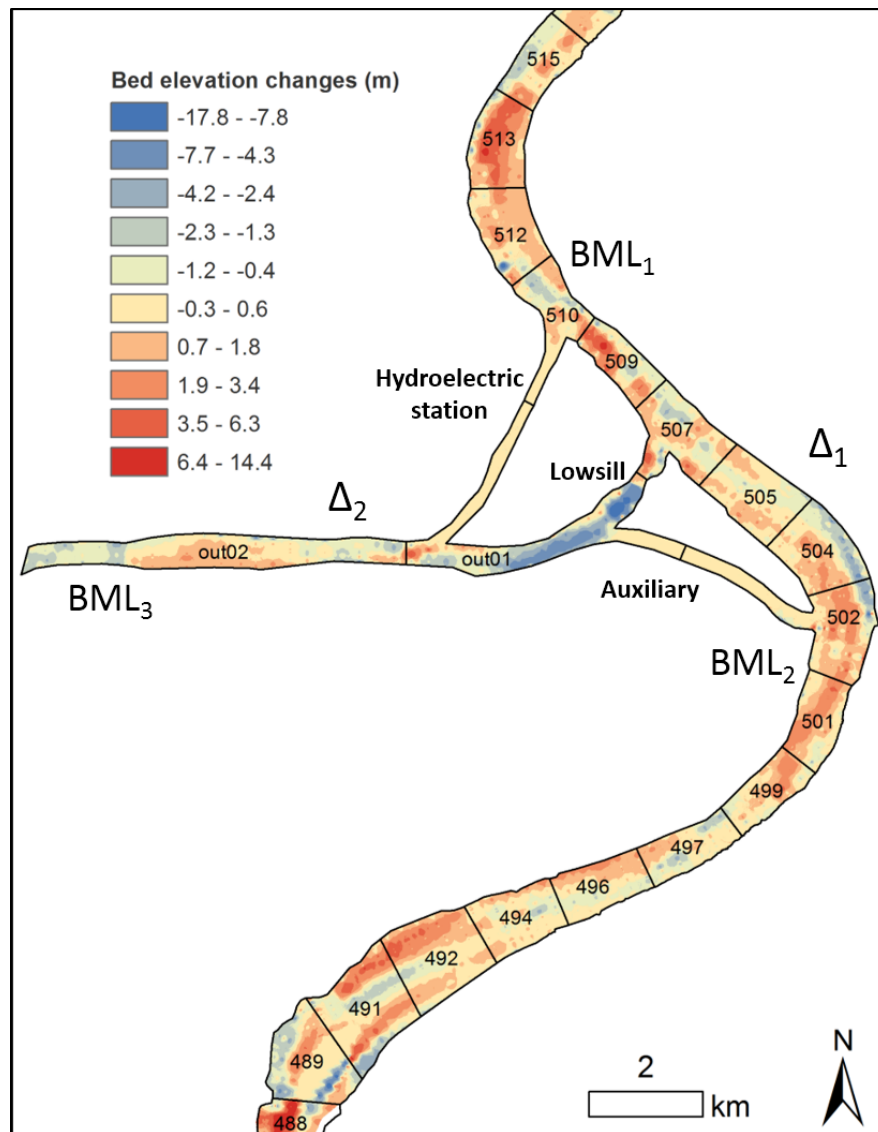 Bed elevation changes (m)
-17.8 - -7.8
-7.7 - -4.3
-4.2 - -2.4
-2.3 - -1.3
-1.2 - -0.4
-0.3 - 0.6
0.7 - 1.8
1.9 - 3.4
3.5 - 6.3
6.4 - 14.4
515
513
512
BML₁
510
509
Hydroelectric
station
507
Δ₁
Lowsill
505
Δ₂
504
out02
out01
Auxiliary
BML₃
502
BML₂
501
499
497
496
494
492
491
489
488
2
km
N